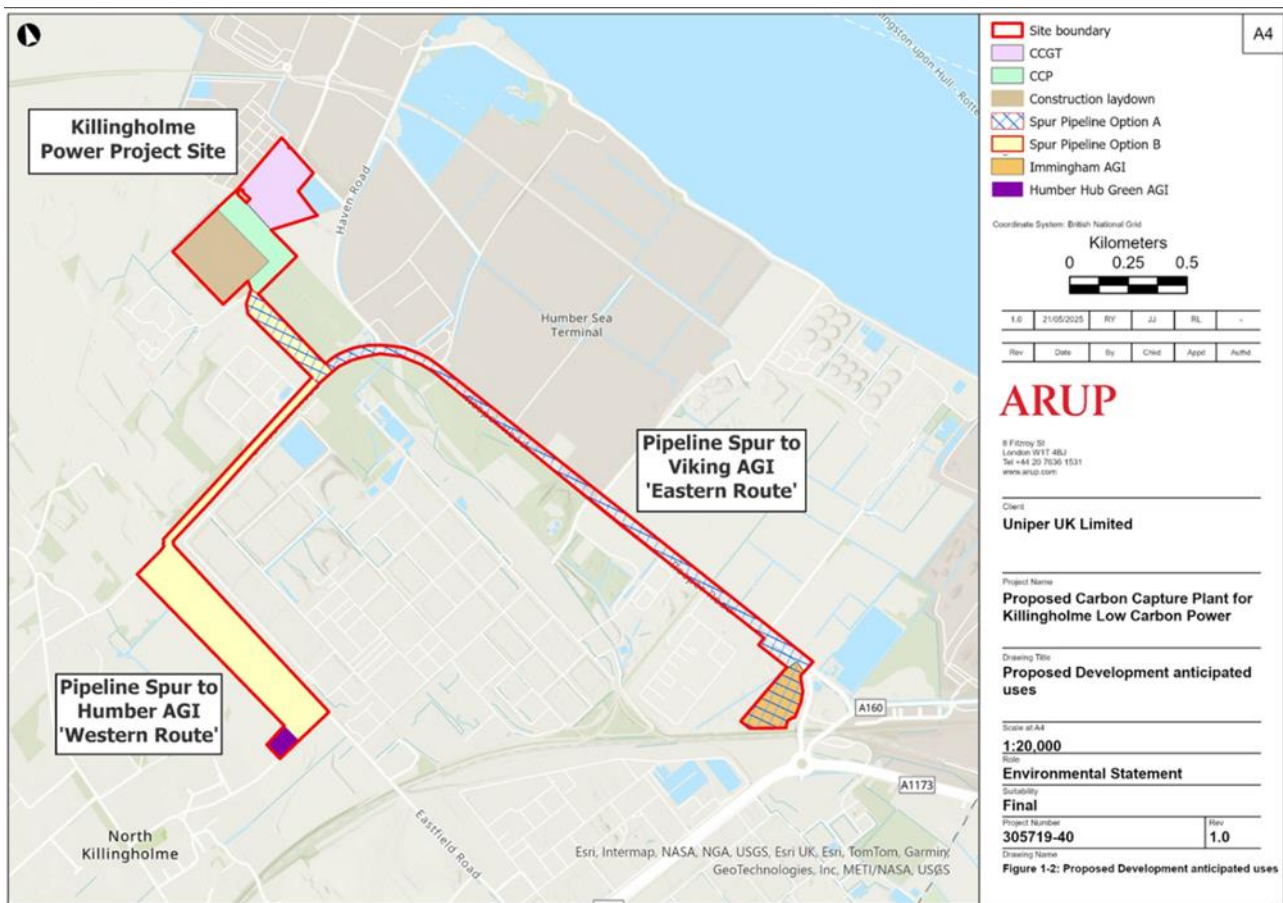 Killingholme
Power Project Site
Haven Road
Humber Sea
Terminal
Pipeline Spur to
Viking AGI
'Eastern Route'
Pipeline Spur to
Humber AGI
'Western Route'
A160
A1173
Eastfield Road
North
Killingholme
Esri, Intermap, NASA, NGA, USGS, Esri UK, Esri, TomTom, Garmin,
GeoTechnologies, Inc, METI/NASA, USGS
A4
Site boundary
CCGT
CCP
Construction laydown
Spur Pipeline Option A
Spur Pipeline Option B
Immingham AGI
Humber Hub Green AGI
Coordinate System: British National Grid
Kilometers
0 0.25 0.5
1.0 21/05/2025 RY JJ RL -
Rev Date By Chkd Appd Authd
ARUP
8 Fitzroy St
London W1T 4BJ
Tel +44 20 7636 1531
www.arup.com
Client
Uniper UK Limited
Project Name
Proposed Carbon Capture Plant for
Killingholme Low Carbon Power
Drawing Title
Proposed Development anticipated
uses
Scale at A4
1:20,000
Role
Environmental Statement
Suitability
Final
Project Number Rev
305719-40 1.0
Drawing Name
Figure 1-2: Proposed Development anticipated uses